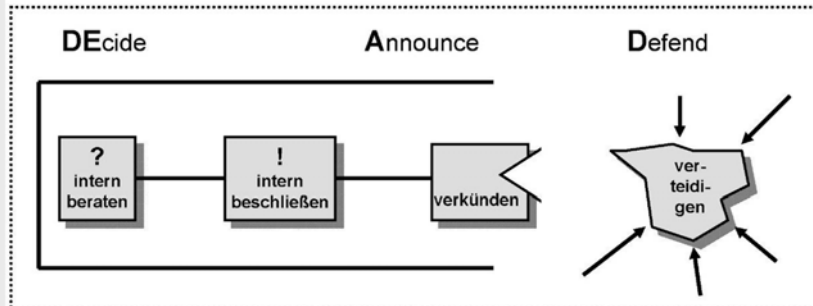 DEcide Announce Defend
?
intern
beraten
!
intern
beschließen
verkünden
ver-
teidi-
gen